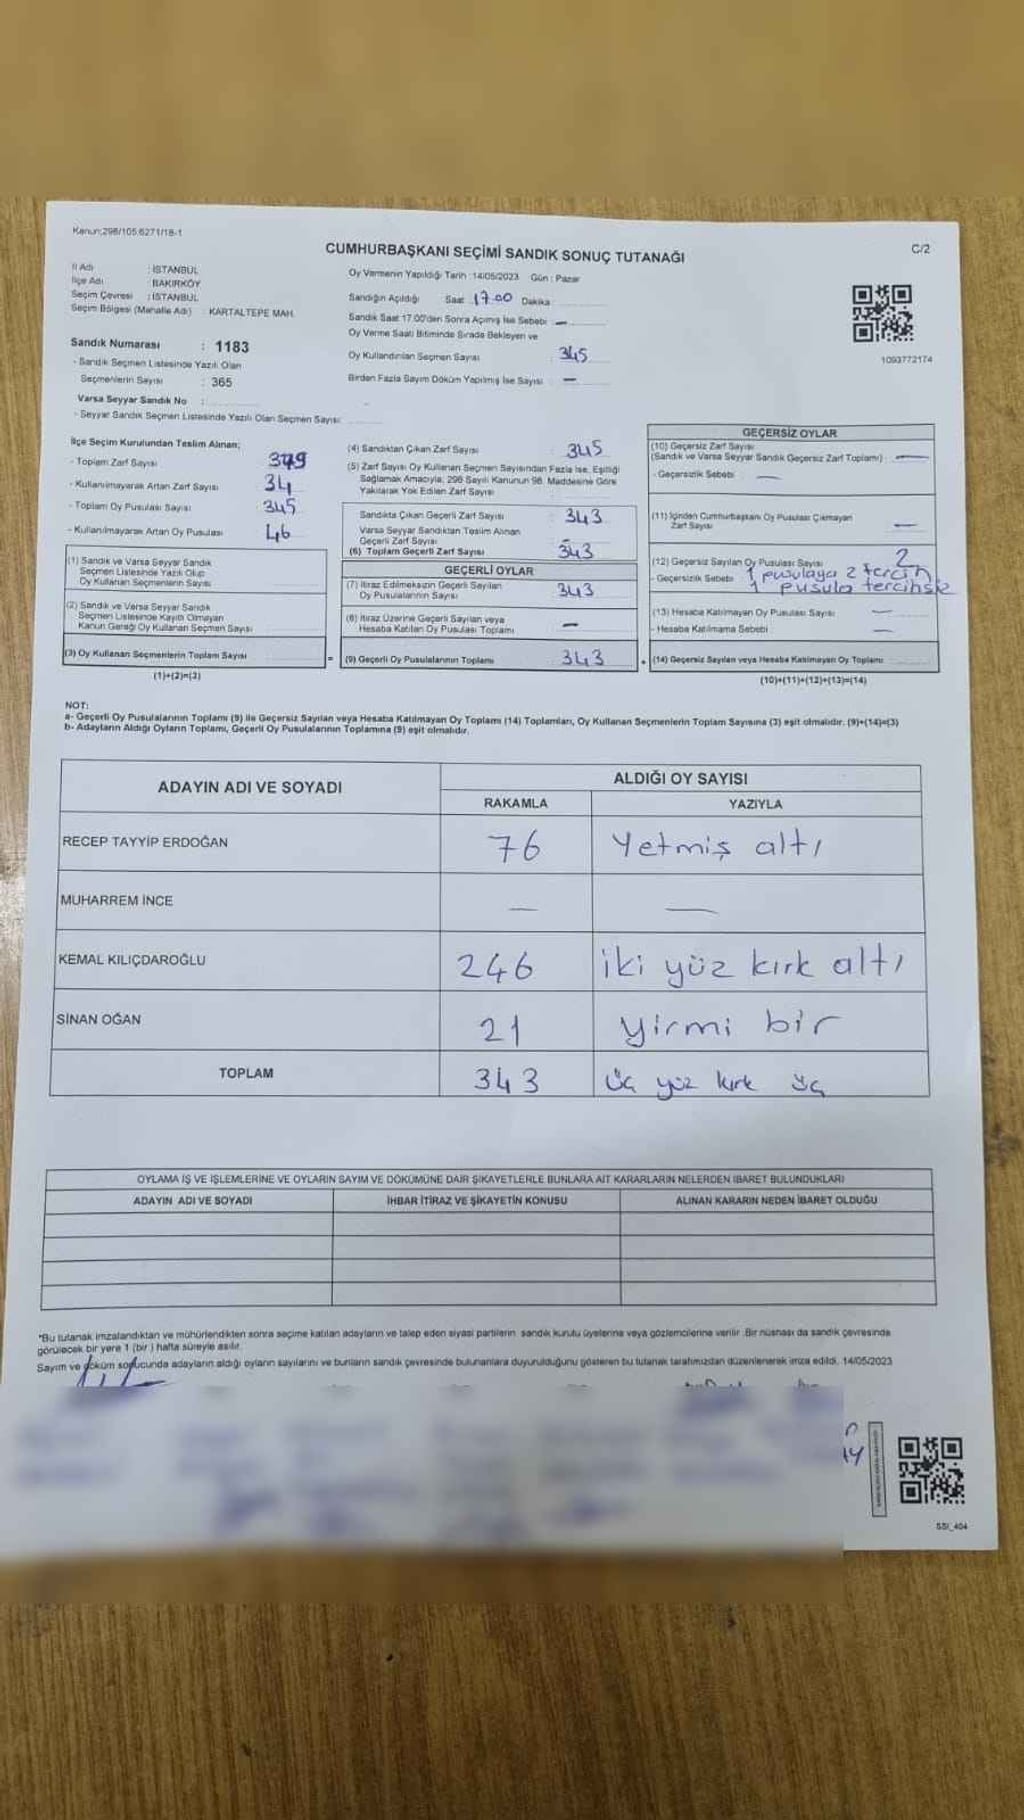 Kanun:298/105:6271/18-1
C/2
CUMHURBAŞKANI SEÇİMİ SANDIK SONUÇ TUTANAĞI
İl Adı : İSTANBUL
İlçe Adı : BAKIRKÖY
Seçim Çevresi : İSTANBUL
Seçim Bölgesi (Mahalle Adı) KARTALTEPE MAH.
Sandık Numarası : 1183
- Sandık Seçmen Listesinde Yazılı Olan
Seçmenlerin Sayısı : 365
Varsa Seyyar Sandık No :
- Seyyar Sandık Seçmen Listesinde Yazılı Olan Seçmen Sayısı:
Oy Vermenin Yapıldığı Tarih : 14/05/2023 Gün : Pazar
Sandığın Açıldığı Saat 17.00 Dakika
Sandık Saat 17.00'den Sonra Açımış İse Sebebi —
Oy Verme Saati Bitiminde Sırada Bekleyen ve
Oy Kullandırılan Seçmen Sayısı : 345
Birden Fazla Sayım Döküm Yapılmış İse Sayısı : —
1093772174
İlçe Seçim Kurulundan Teslim Alınan;
- Toplam Zarf Sayısı
- Kullanılmayarak Artan Zarf Sayısı 34
- Toplam Oy Pusulası Sayısı 345
- Kullanılmayarak Artan Oy Pusulası 46
(1) Sandık ve Varsa Seyyar Sandık
Seçmen Listesinde Yazılı Olup
Oy Kullanan Seçmenlerin Sayısı
(2) Sandık ve Varsa Seyyar Sandık
Seçmen Listesinde Kayıtlı Olmayan
Kanun Gereği Oy Kullanan Seçmen Sayısı
(3) Oy Kullanan Seçmenlerin Toplam Sayısı
(1)+(2)=(3)
(4) Sandıktan Çıkan Zarf Sayısı : 345
(5) Zarf Sayısı Oy Kullanan Seçmen Sayısından Fazla İse, Eşitliği
Sağlamak Amacıyla, 298 Sayılı Kanunun 98. Maddesine Göre
Yakılarak Yok Edilen Zarf Sayısı
Sandıkta Çıkan Geçerli Zarf Sayısı : 343
Varsa Seyyar Sandıktan Teslim Alınan
Geçerli Zarf Sayısı : —
(6) Toplam Geçerli Zarf Sayısı 343
GEÇERLİ OYLAR
(7) İtiraz Edilmeksizin Geçerli Sayılan
Oy Pusulalarının Sayısı : 343
(8) İtiraz Üzerine Geçerli Sayılan veya
Hesaba Katılan Oy Pusulası Toplamı —
= (9) Geçerli Oy Pusulalarının Toplamı : 343
GEÇERSİZ OYLAR
(10) Geçersiz Zarf Sayısı
(Sandık ve Varsa Seyyar Sandık Geçersiz Zarf Toplamı) —
- Geçersizlik Sebebi —
(11) İçinden Cumhurbaşkanı Oy Pusulası Çıkmayan
Zarf Sayısı —
(12) Geçersiz Sayılan Oy Pusulası Sayısı 2
- Geçersizlik Sebebi 1 pusulaya 2 tercih
1 pusula tercihsiz
(13) Hesaba Katılmayan Oy Pusulası Sayısı —
- Hesaba Katılmama Sebebi —
+ (14) Geçersiz Sayılan veya Hesaba Katılmayan Oy Toplamı
(10)+(11)+(12)+(13)=(14)
NOT:
a- Geçerli Oy Pusulalarının Toplamı (9) ile Geçersiz Sayılan veya Hesaba Katılmayan Oy Toplamı (14) Toplamları, Oy Kullanan Seçmenlerin Toplam Sayısına (3) eşit olmalıdır. (9)+(14)=(3)
b- Adayların Aldığı Oyların Toplamı, Geçerli Oy Pusulalarının Toplamına (9) eşit olmalıdır.
ADAYIN ADI VE SOYADI ALDIĞI OY SAYISI
RAKAMLA YAZIYLA
RECEP TAYYİP ERDOĞAN 76 Yetmiş altı
MUHARREM İNCE — —
KEMAL KILIÇDAROĞLU 246 iki yüz kırk altı
SİNAN OĞAN 21 yirmi bir
TOPLAM 343 üç yüz kırk üç
OYLAMA İŞ VE İŞLEMLERİNE VE OYLARIN SAYIM VE DÖKÜMÜNE DAİR ŞİKAYETLERLE BUNLARA AİT KARARLARIN NELERDEN İBARET BULUNDUKLARI
ADAYIN ADI VE SOYADI İHBAR İTİRAZ VE ŞİKAYETİN KONUSU ALINAN KARARIN NEDEN İBARET OLDUĞU
*Bu tutanak imzalandıktan ve mühürlendikten sonra seçime katılan adayların ve talep eden siyasi partilerin sandık kurulu üyelerine veya gözlemcilerine verilir. Bir nüshası da sandık çevresinde
görülecek bir yere 1 (bir) hafta süreyle asılır.
Sayım ve döküm sonucunda adayların aldığı oyların sayılarını ve bunların sandık çevresinde bulunanlara duyurulduğunu gösteren bu tutanak tarafımızdan düzenlenerek imza edildi. 14/05/2023
SSI_404